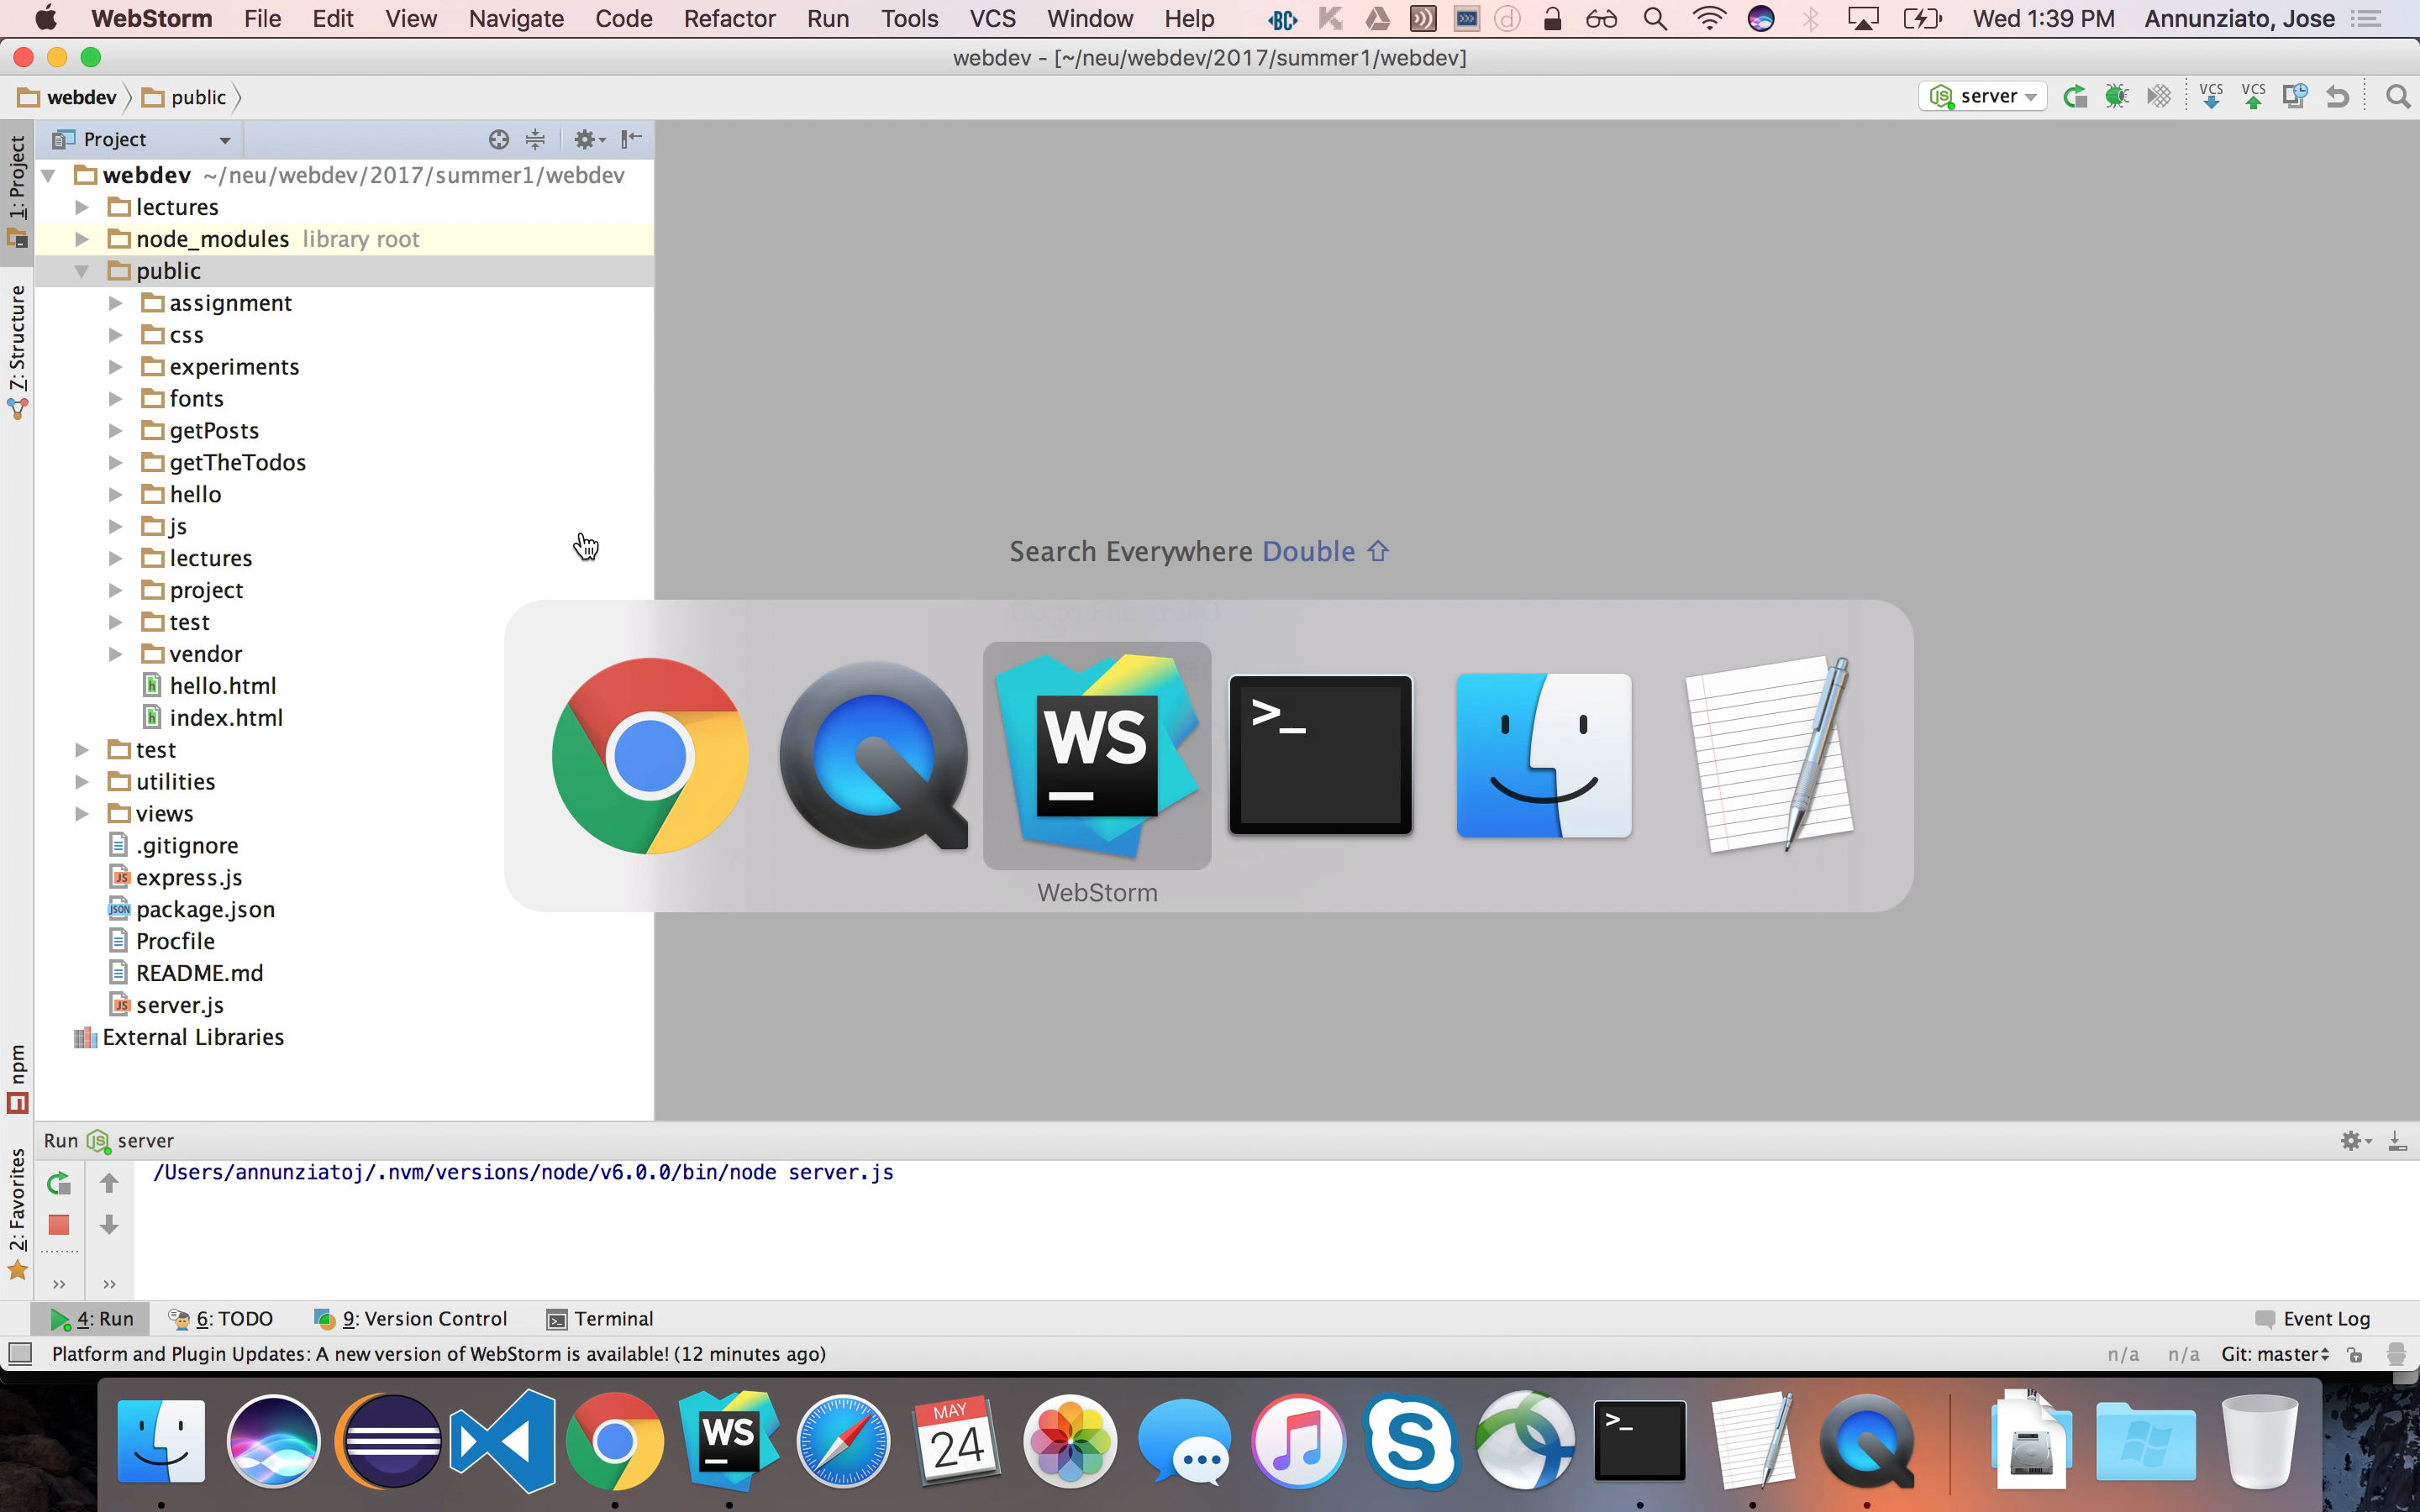 WebStorm File Edit View Navigate Code Refactor Run Tools VCS Window Help BC Wed 1:39 PM Annunziato, Jose
webdev - [~/neu/webdev/2017/summer1/webdev]
webdev public server VCS VCS
1: Project
Project
webdev ~/neu/webdev/2017/summer1/webdev
lectures
node_modules library root
public
assignment
css
7: Structure
experiments
fonts
getPosts
getTheTodos
hello
js
lectures
project
test
vendor
hello.html
index.html
test
utilities
views
.gitignore
express.js
package.json
Procfile
README.md
server.js
External Libraries
Search Everywhere Double ⇧
WS
>_
WebStorm
npm
2: Favorites
Run server
/Users/annunziatoj/.nvm/versions/node/v6.0.0/bin/node server.js
4: Run 6: TODO 9: Version Control Terminal Event Log
Platform and Plugin Updates: A new version of WebStorm is available! (12 minutes ago) n/a n/a Git: master
WS MAY 24 S >_